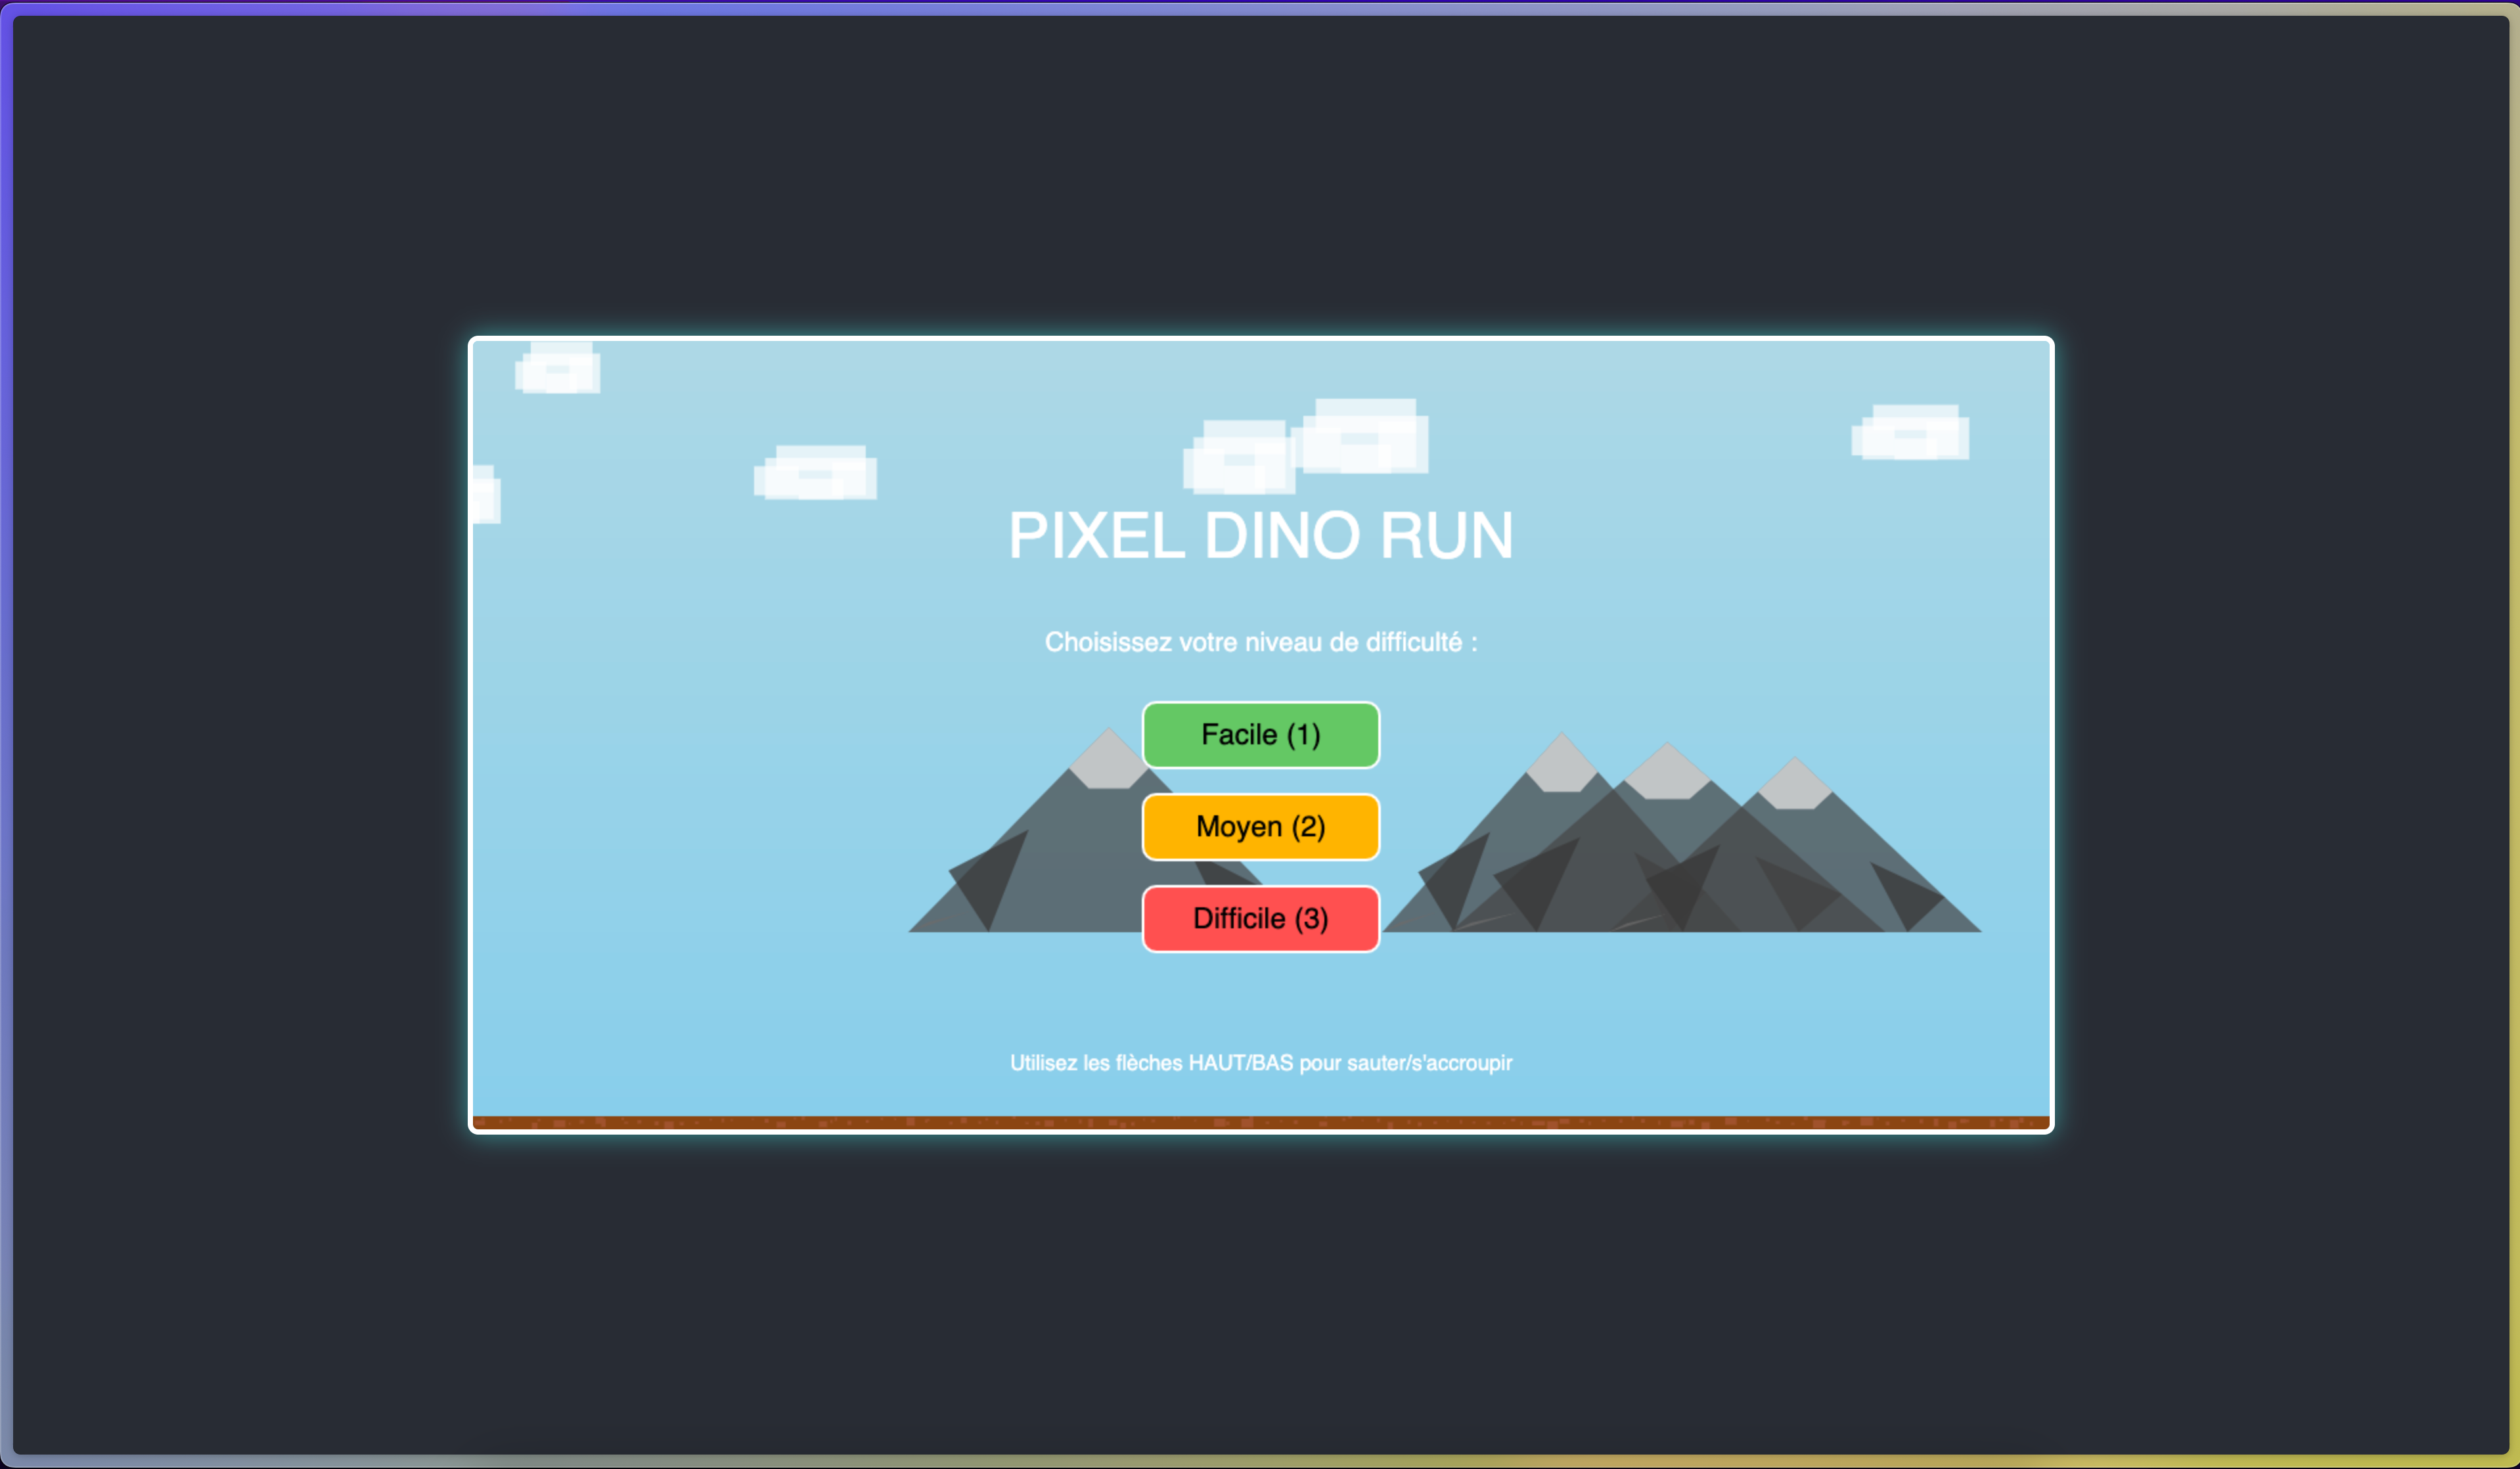 PIXEL DINO RUN
Choisissez votre niveau de difficulté :
Facile (1)
Moyen (2)
Difficile (3)
Utilisez les flèches HAUT/BAS pour sauter/s'accroupir